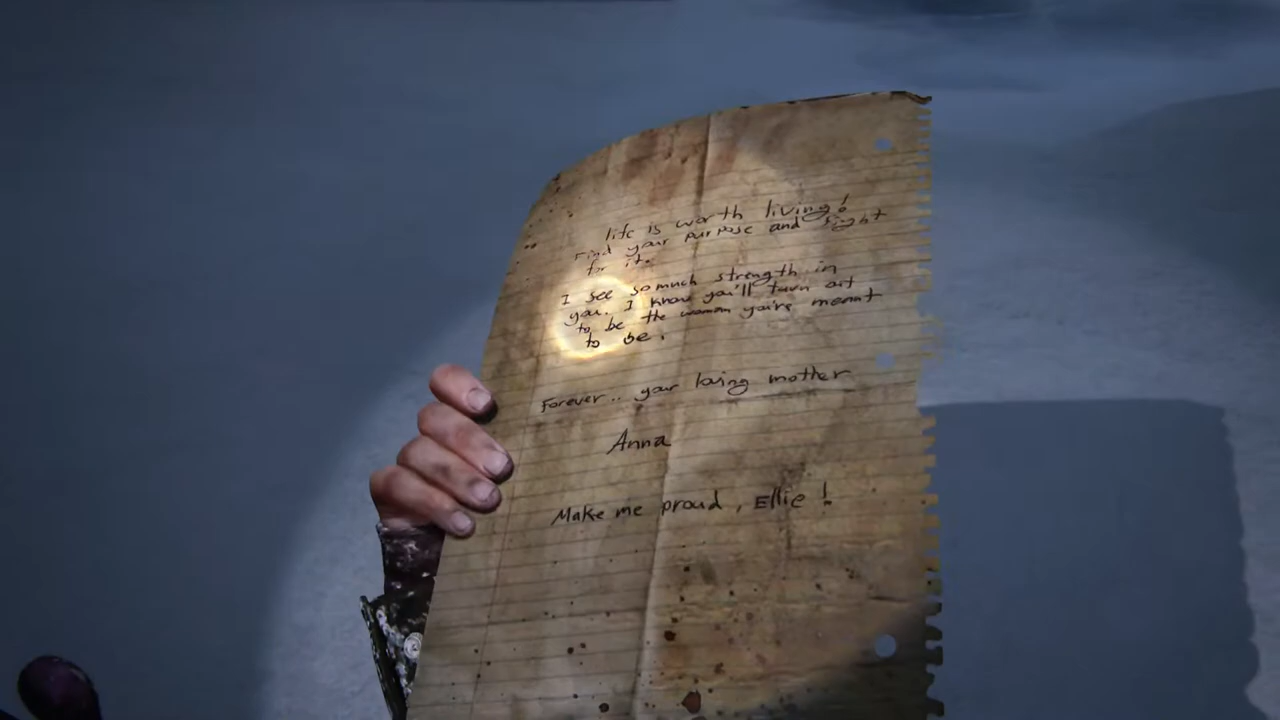 life is worth living!
Find your purpose and fight
for it.
I see so much strength in
you. I know you'll turn out
to be the woman you're meant
to be.
Forever.. your loving mother
Anna
Make me proud, Ellie!